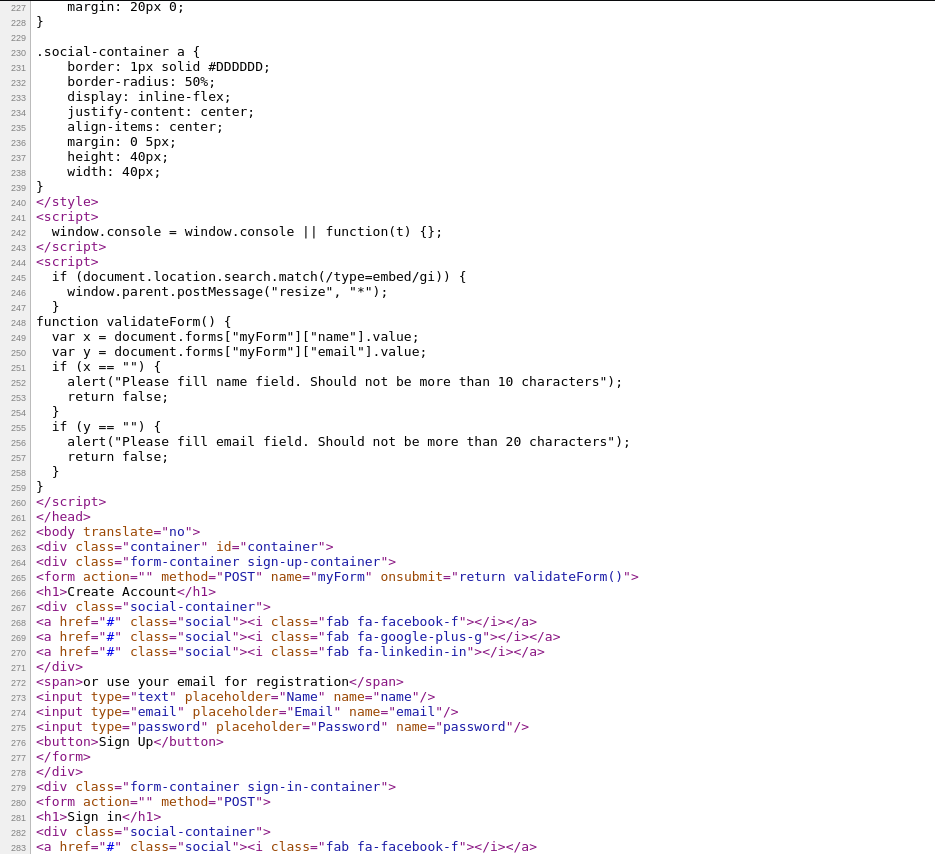 227 margin: 20px 0;
228 }
229
230 .social-container a {
231 border: 1px solid #DDDDDD;
232 border-radius: 50%;
233 display: inline-flex;
234 justify-content: center;
235 align-items: center;
236 margin: 0 5px;
237 height: 40px;
238 width: 40px;
239 }
240 </style>
241 <script>
242 window.console = window.console || function(t) {};
243 </script>
244 <script>
245 if (document.location.search.match(/type=embed/gi)) {
246 window.parent.postMessage("resize", "*");
247 }
248 function validateForm() {
249 var x = document.forms["myForm"]["name"].value;
250 var y = document.forms["myForm"]["email"].value;
251 if (x == "") {
252 alert("Please fill name field. Should not be more than 10 characters");
253 return false;
254 }
255 if (y == "") {
256 alert("Please fill email field. Should not be more than 20 characters");
257 return false;
258 }
259 }
260 </script>
261 </head>
262 <body translate="no">
263 <div class="container" id="container">
264 <div class="form-container sign-up-container">
265 <form action="" method="POST" name="myForm" onsubmit="return validateForm()">
266 <h1>Create Account</h1>
267 <div class="social-container">
268 <a href="#" class="social"><i class="fab fa-facebook-f"></i></a>
269 <a href="#" class="social"><i class="fab fa-google-plus-g"></i></a>
270 <a href="#" class="social"><i class="fab fa-linkedin-in"></i></a>
271 </div>
272 <span>or use your email for registration</span>
273 <input type="text" placeholder="Name" name="name"/>
274 <input type="email" placeholder="Email" name="email"/>
275 <input type="password" placeholder="Password" name="password"/>
276 <button>Sign Up</button>
277 </form>
278 </div>
279 <div class="form-container sign-in-container">
280 <form action="" method="POST">
281 <h1>Sign in</h1>
282 <div class="social-container">
283 <a href="#" class="social"><i class="fab fa-facebook-f"></i></a>